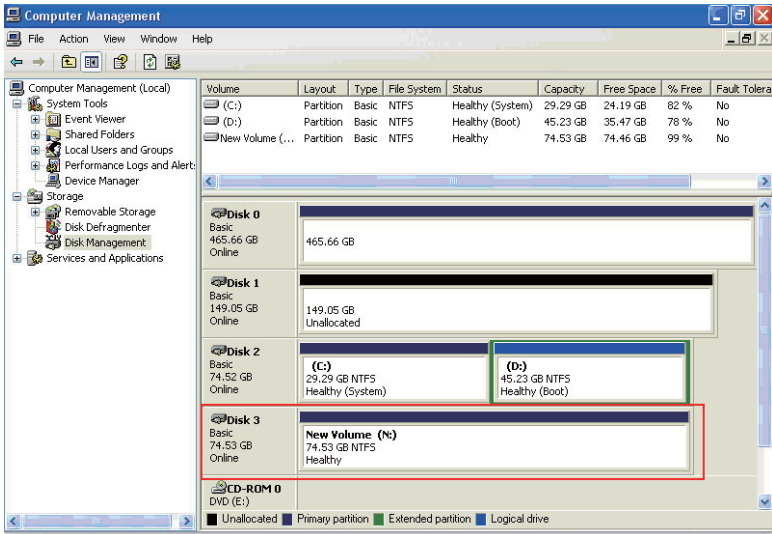 Computer Management
File Action View Window Help
Computer Management (Local)
System Tools
Event Viewer
Shared Folders
Local Users and Groups
Performance Logs and Alert
Device Manager
Storage
Removable Storage
Disk Defragmenter
Disk Management
Services and Applications
Volume Layout Type File System Status Capacity Free Space % Free Fault Tolera
(C:) Partition Basic NTFS Healthy (System) 29.29 GB 24.19 GB 82 % No
(D:) Partition Basic NTFS Healthy (Boot) 45.23 GB 35.47 GB 78 % No
New Volume (... Partition Basic NTFS Healthy 74.53 GB 74.46 GB 99 % No
Disk 0
Basic
465.66 GB
Online
465.66 GB
Disk 1
Basic
149.05 GB
Online
149.05 GB
Unallocated
Disk 2
Basic
74.52 GB
Online
(C:)
29.29 GB NTFS
Healthy (System)
(D:)
45.23 GB NTFS
Healthy (Boot)
Disk 3
Basic
74.53 GB
Online
New Volume (N:)
74.53 GB NTFS
Healthy
CD-ROM 0
DVD (E:)
Unallocated Primary partition Extended partition Logical drive